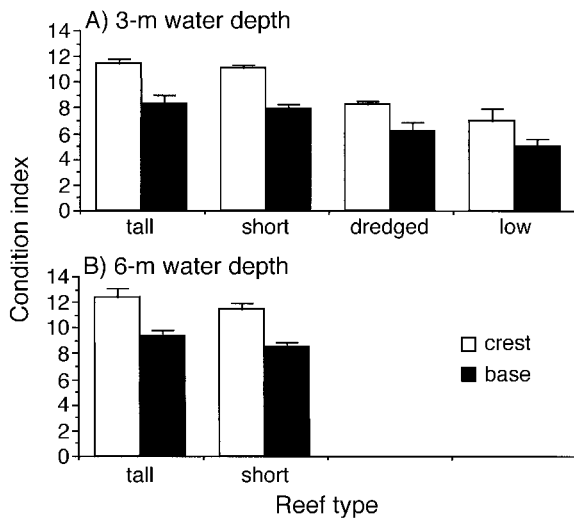 A) 3-m water depth
14
12
10
8
6
4
2
0
tall short dredged low
Condition index
B) 6-m water depth
14
12
10
8
6
4
2
0
crest
base
tall short
Reef type